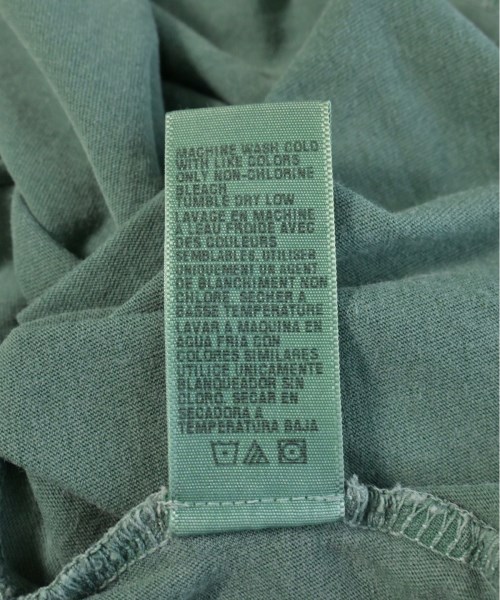 MACHINE WASH COLD
WITH LIKE COLORS
ONLY NON-CHLORINE
BLEACH
TUMBLE DRY LOW
LAVAGE EN MACHINE
A LEAU FROIDE AVEC
DES COULEURS
SEMBLABLES, UTILISER
UNIQUEMENT UN AGENT
DE BLANCHIMENT NON
CHLORE, SECHER A
BASSE TEMPERATURE
LAVAR A MAQUINA EN
AGUA FRIA CON
COLORES SIMILARES
UTILICE UNICAMENTE
BLANQUEADOR SIN
CLORO, SECAR EN
SECADORA A
TEMPERATURA BAJA